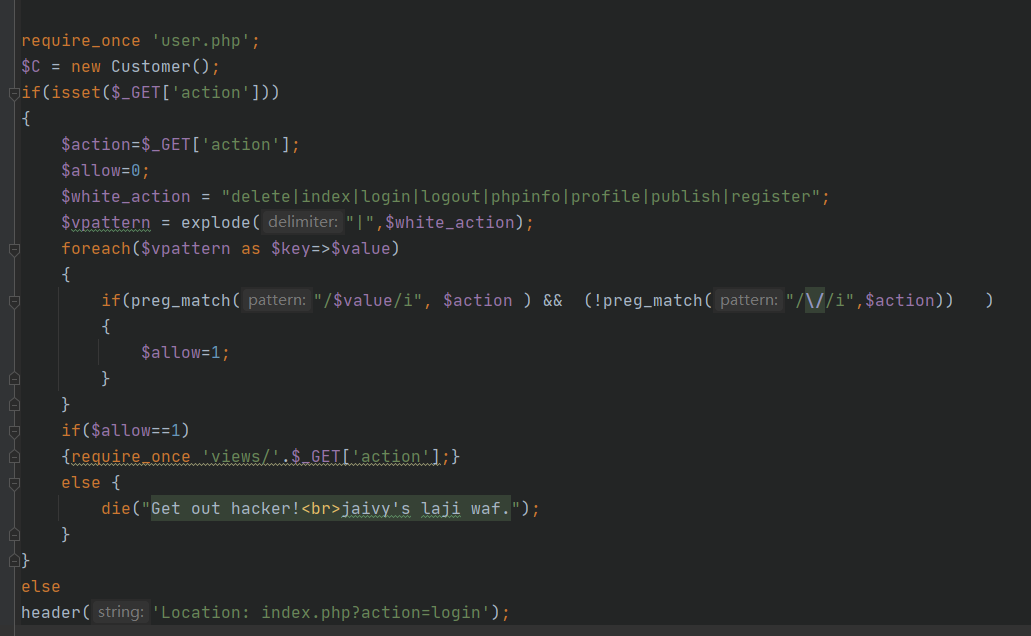 require_once 'user.php';
$C = new Customer();
if(isset($_GET['action']))
{
    $action=$_GET['action'];
    $allow=0;
    $white_action = "delete|index|login|logout|phpinfo|profile|publish|register";
    $vpattern = explode( delimiter: "|",$white_action);
    foreach($vpattern as $key=>$value)
    {
        if(preg_match( pattern: "/$value/i", $action ) &&  (!preg_match( pattern: "/\//i",$action))   )
        {
            $allow=1;
        }
    }
    if($allow==1)
    {require_once 'views/'.$_GET['action'];}
    else {
        die("Get out hacker!<br>jaivy's laji waf.");
    }
}
else
header( string: 'Location: index.php?action=login');